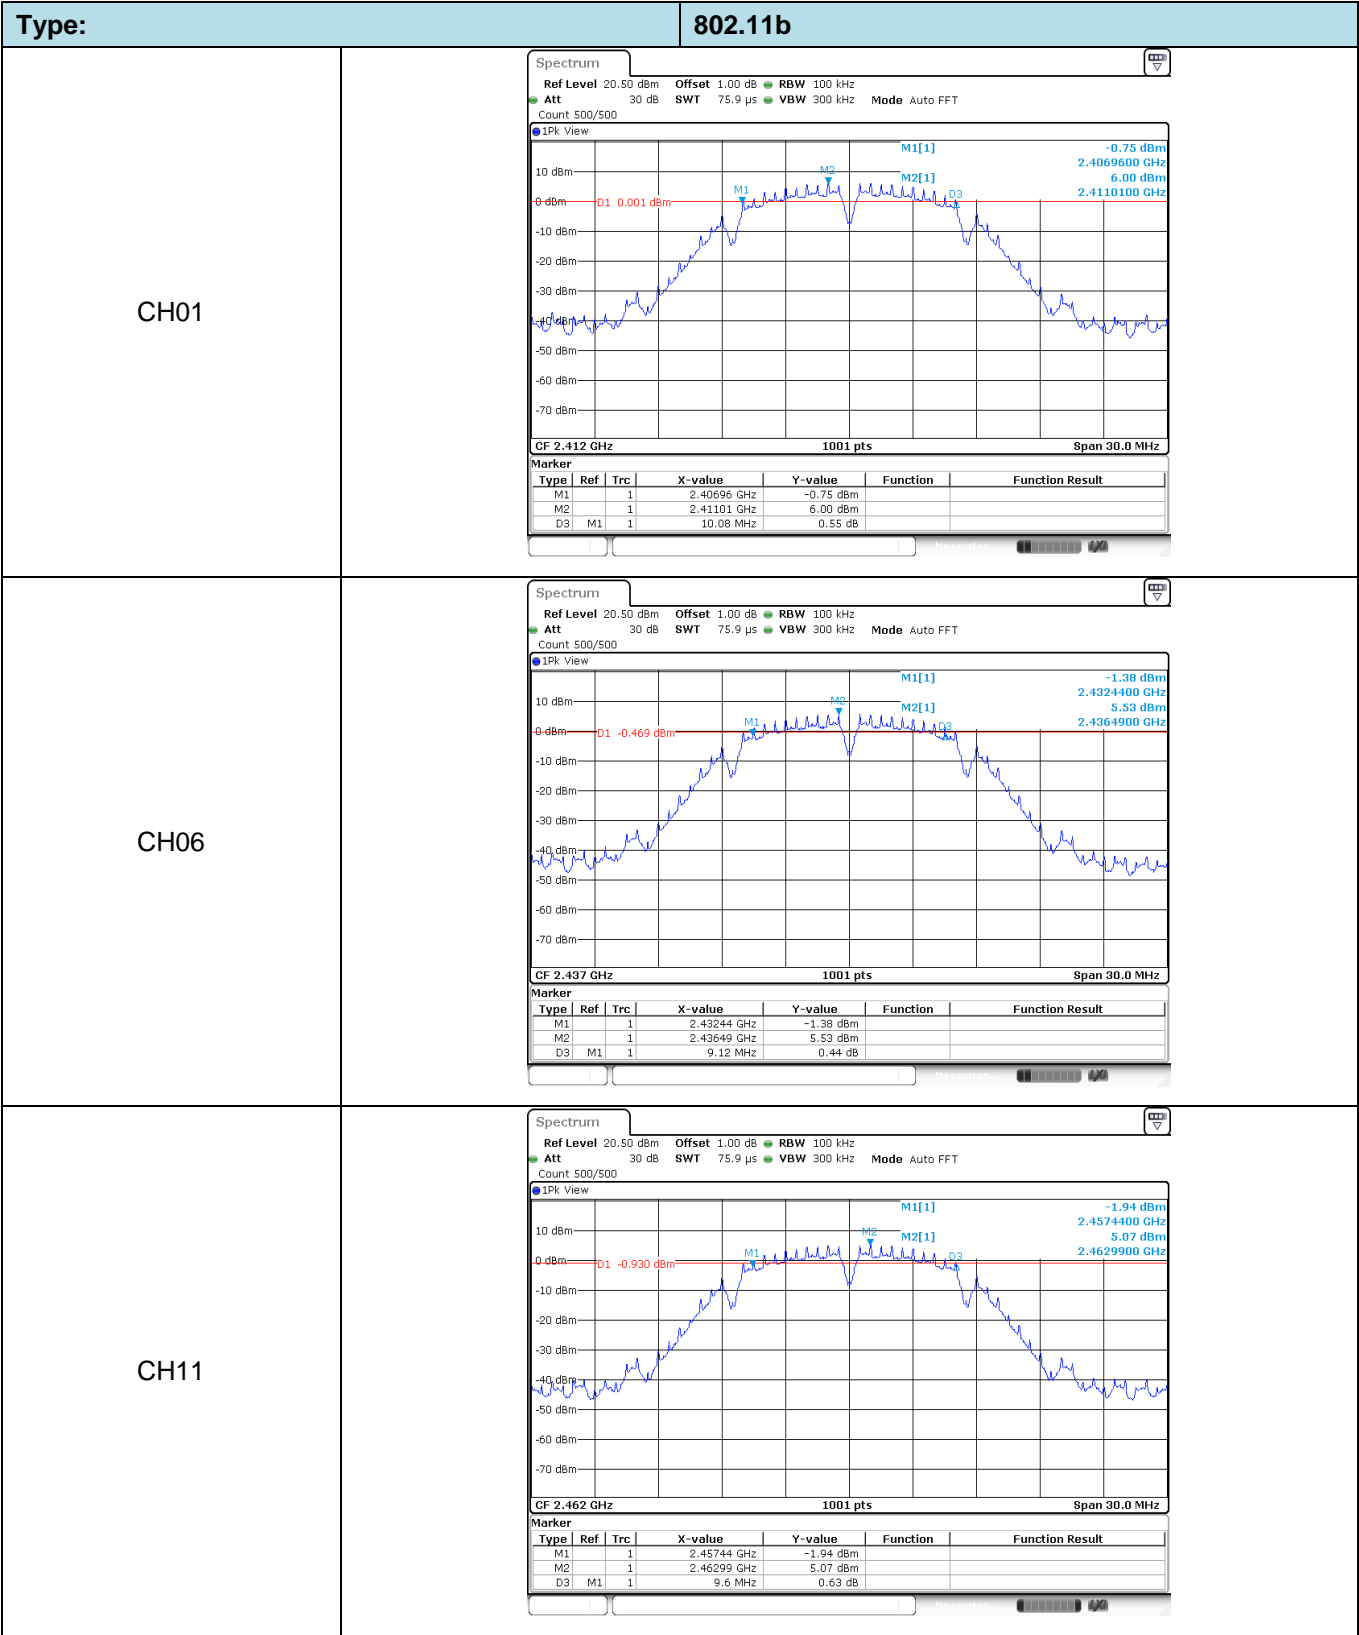 Type: 802.11b
CH01
Spectrum
Ref Level 20.50 dBm Offset 1.00 dB RBW 100 kHz
Att 30 dB SWT 75.9 µs VBW 300 kHz Mode Auto FFT
Count 500/500
1Pk View
M1[1] -0.75 dBm
2.4069600 GHz
M2[1] 6.00 dBm
2.4110100 GHz
10 dBm
M2
M1
D3
0 dBm
D1 0.001 dBm
-10 dBm
-20 dBm
-30 dBm
-40 dBm
-50 dBm
-60 dBm
-70 dBm
CF 2.412 GHz 1001 pts Span 30.0 MHz
Marker
Type Ref Trc X-value Y-value Function Function Result
M1 1 2.40696 GHz -0.75 dBm
M2 1 2.41101 GHz 6.00 dBm
D3 M1 1 10.08 MHz 0.55 dB
Measuring...
CH06
Spectrum
Ref Level 20.50 dBm Offset 1.00 dB RBW 100 kHz
Att 30 dB SWT 75.9 µs VBW 300 kHz Mode Auto FFT
Count 500/500
1Pk View
M1[1] -1.38 dBm
2.4324400 GHz
M2[1] 5.53 dBm
2.4364900 GHz
10 dBm
M2
M1
D3
0 dBm
D1 -0.469 dBm
-10 dBm
-20 dBm
-30 dBm
-40 dBm
-50 dBm
-60 dBm
-70 dBm
CF 2.437 GHz 1001 pts Span 30.0 MHz
Marker
Type Ref Trc X-value Y-value Function Function Result
M1 1 2.43244 GHz -1.38 dBm
M2 1 2.43649 GHz 5.53 dBm
D3 M1 1 9.12 MHz 0.44 dB
Measuring...
CH11
Spectrum
Ref Level 20.50 dBm Offset 1.00 dB RBW 100 kHz
Att 30 dB SWT 75.9 µs VBW 300 kHz Mode Auto FFT
Count 500/500
1Pk View
M1[1] -1.94 dBm
2.4574400 GHz
M2[1] 5.07 dBm
2.4629900 GHz
10 dBm
M2
M1
D3
0 dBm
D1 -0.930 dBm
-10 dBm
-20 dBm
-30 dBm
-40 dBm
-50 dBm
-60 dBm
-70 dBm
CF 2.462 GHz 1001 pts Span 30.0 MHz
Marker
Type Ref Trc X-value Y-value Function Function Result
M1 1 2.45744 GHz -1.94 dBm
M2 1 2.46299 GHz 5.07 dBm
D3 M1 1 9.6 MHz 0.63 dB
Measuring...